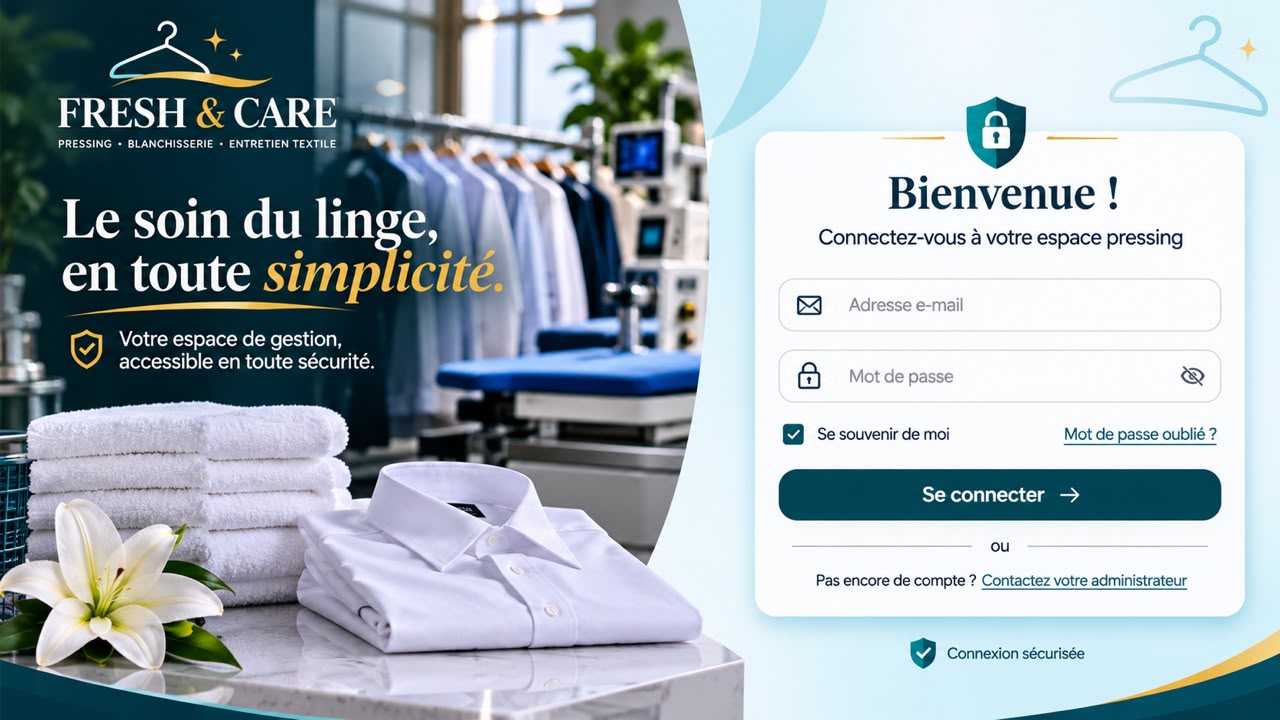 FRESH & CARE
PRESSING • BLANCHISSERIE • ENTRETIEN TEXTILE
Le soin du linge,
en toute simplicité.
Votre espace de gestion,
accessible en toute sécurité.
Bienvenue !
Connectez-vous à votre espace pressing
Adresse e-mail
Mot de passe
Se souvenir de moi
Mot de passe oublié ?
Se connecter →
ou
Pas encore de compte ? Contactez votre administrateur
Connexion sécurisée